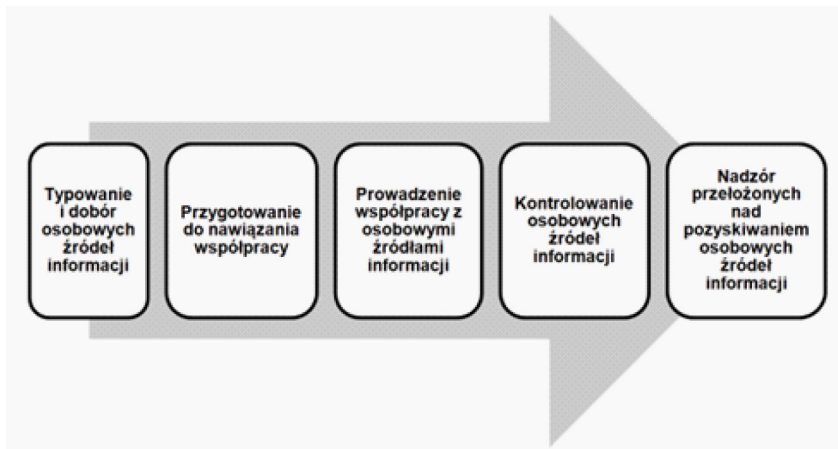 Typowanie
i dobór
osobowych
źródeł
informacji
Przygotowanie
do nawiązania
współpracy
Prowadzenie
współpracy z
osobowymi
źródłami
informacji
Kontrolowanie
osobowych
źródeł
informacji
Nadzór
przełożonych
nad
pozyskiwaniem
osobowych
źródeł
informacji